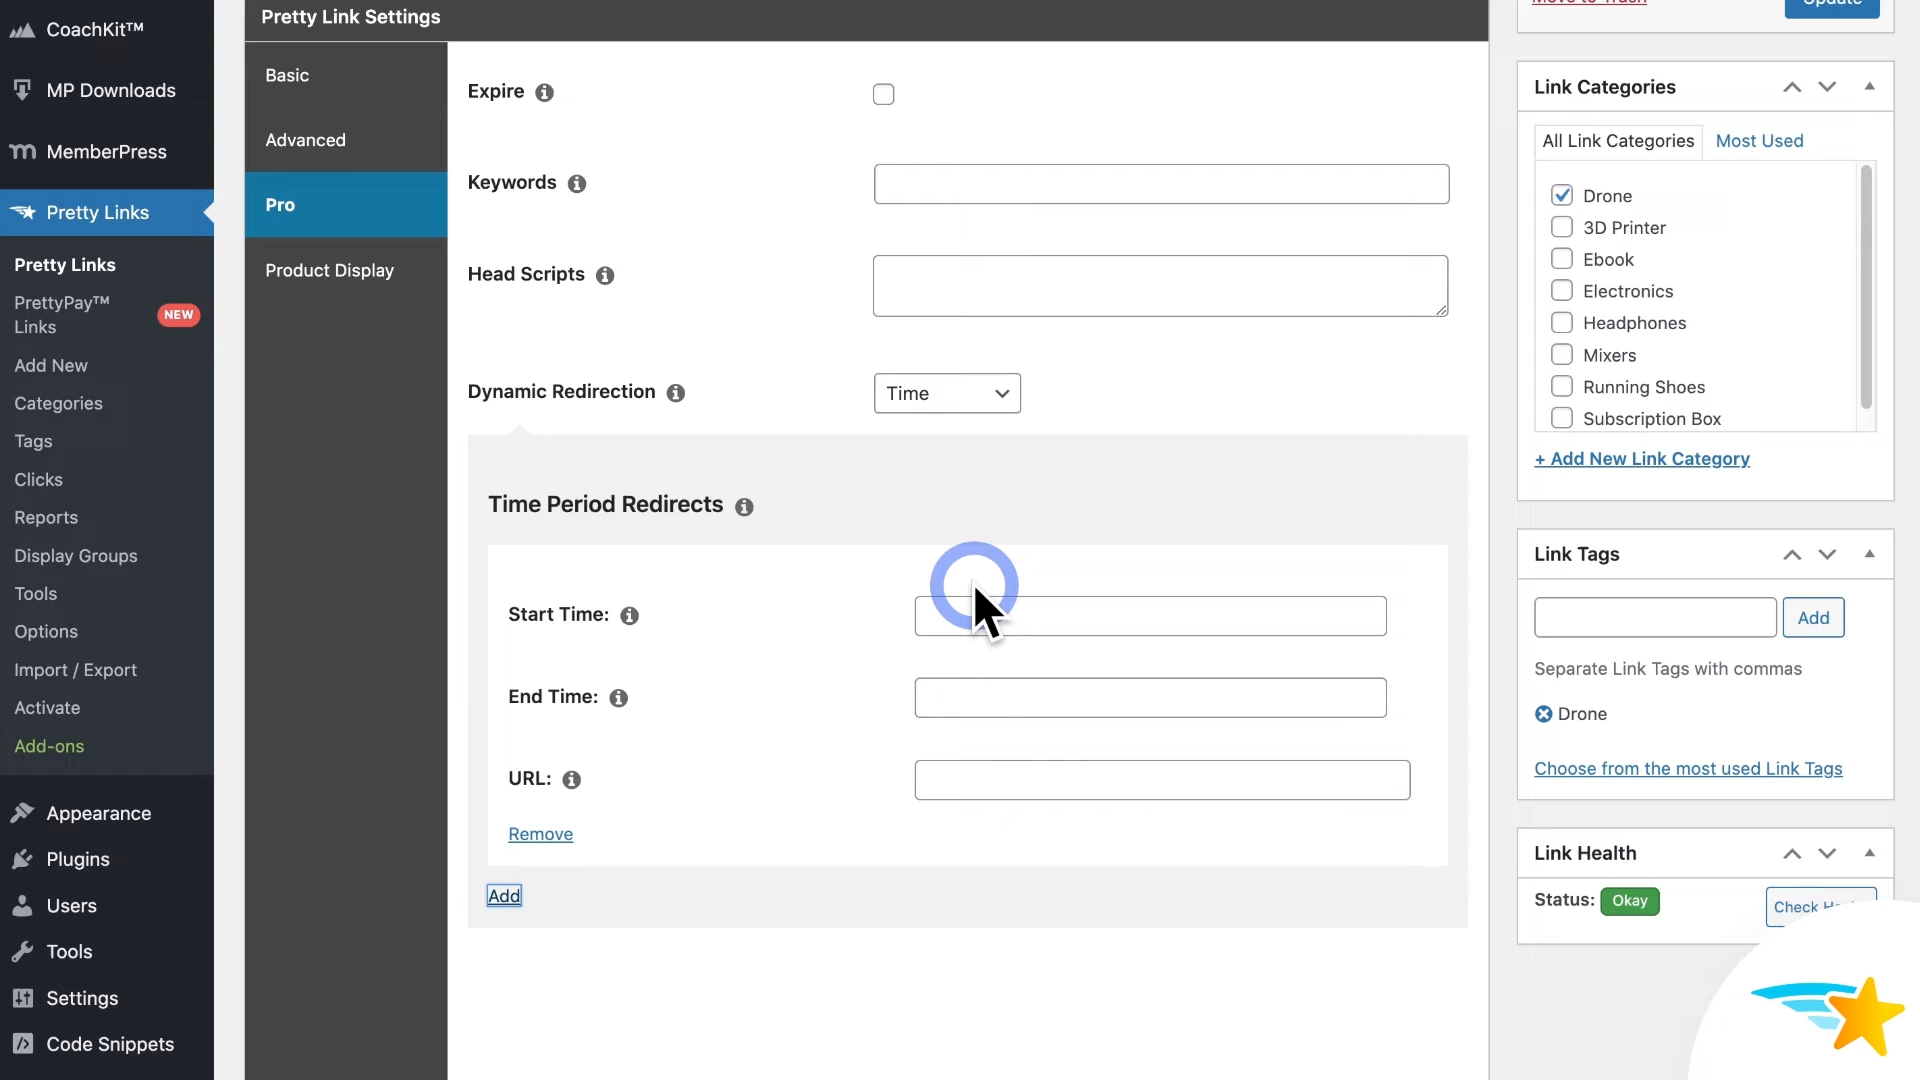 CoachKit™
MP Downloads
MemberPress
Pretty Links
Pretty Links
PrettyPay™
Links
NEW
Add New
Categories
Tags
Clicks
Reports
Display Groups
Tools
Options
Import / Export
Activate
Add-ons
Appearance
Plugins
Users
Tools
Settings
Code Snippets
Pretty Link Settings
Basic
Advanced
Pro
Product Display
Expire
Keywords
Head Scripts
Dynamic Redirection
Time
Time Period Redirects
Start Time:
End Time:
URL:
Remove
Add
Move to Trash
Update
Link Categories
All Link Categories
Most Used
Drone
3D Printer
Ebook
Electronics
Headphones
Mixers
Running Shoes
Subscription Box
+ Add New Link Category
Link Tags
Add
Separate Link Tags with commas
Drone
Choose from the most used Link Tags
Link Health
Status: Okay
Check